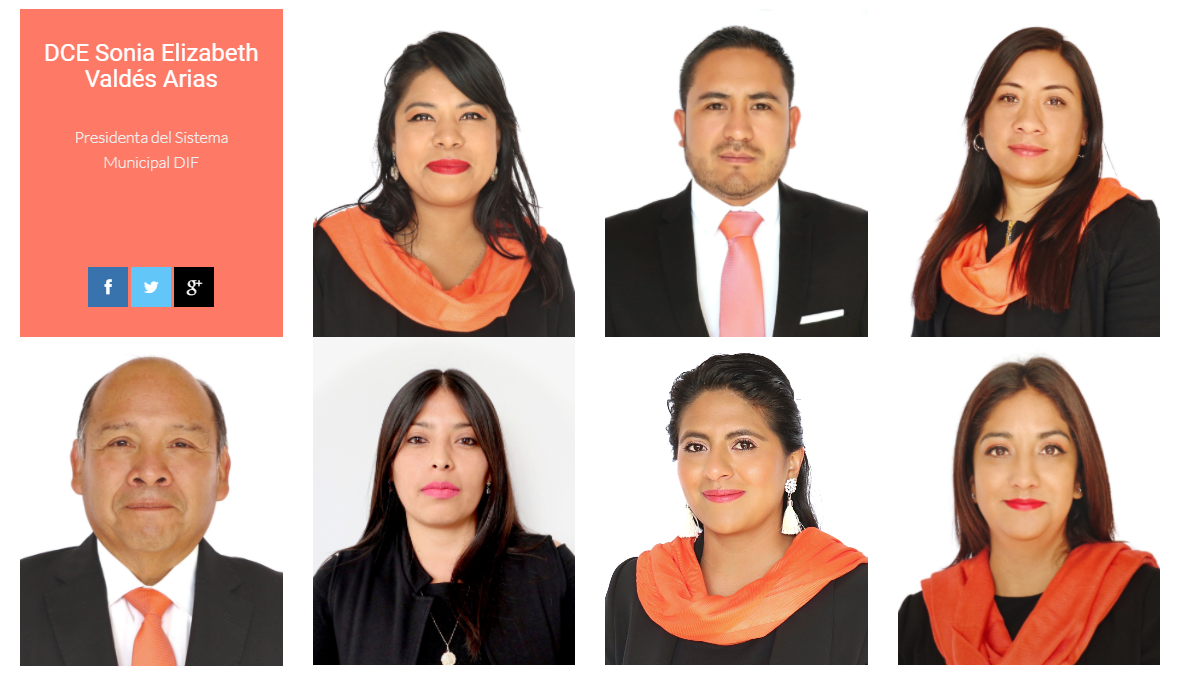 DCE Sonia Elizabeth
Valdés Arias
Presidenta del Sistema
Municipal DIF
f
g+